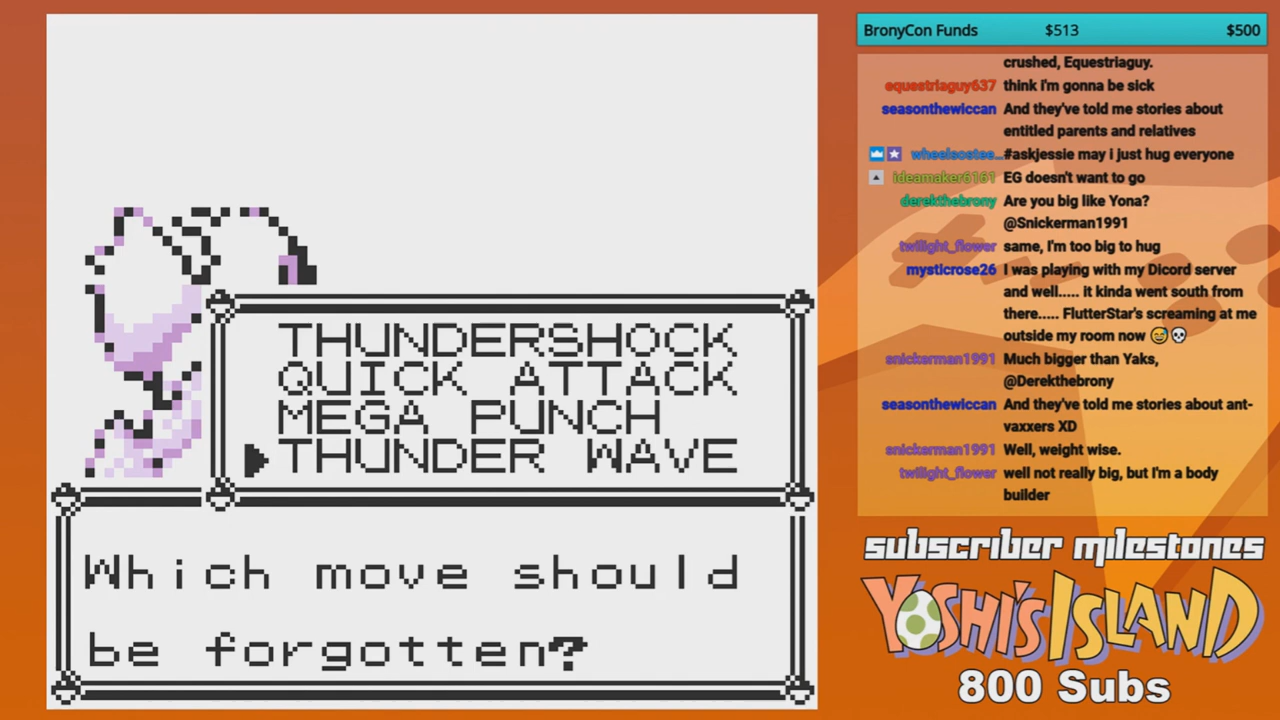 THUNDERSHOCK
QUICK ATTACK
MEGA PUNCH
THUNDER WAVE
Which move should
be forgotten?
BronyCon Funds $513 $500
crushed, Equestriaguy.
equestriaguy637 think I'm gonna be sick
seasonthewiccan And they've told me stories about
entitled parents and relatives
wheelsostee... #askjessie may i just hug everyone
ideamaker6161 EG doesn't want to go
derekthebrony Are you big like Yona?
@Snickerman1991
twilight_flower same, I'm too big to hug
mysticrose26 I was playing with my Dicord server
and well..... it kinda went south from
there..... FlutterStar's screaming at me
outside my room now
snickerman1991 Much bigger than Yaks,
@Derekthebrony
seasonthewiccan And they've told me stories about ant-
vaxxers XD
snickerman1991 Well, weight wise.
twilight_flower well not really big, but I'm a body
builder
subscriber milestones
YOSHI'S ISLAND
800 Subs